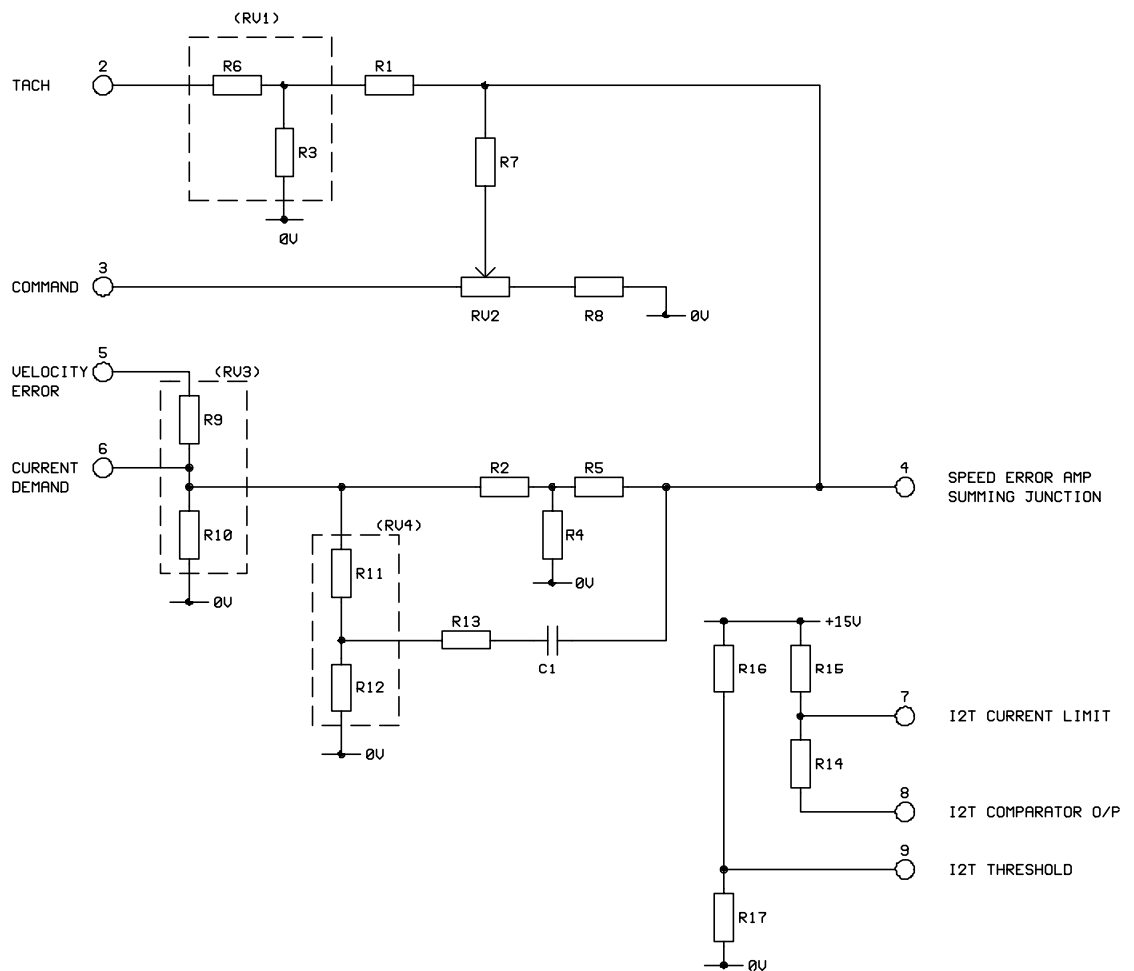 (RV1)
2
R6
R1
TACH
R3
R7
0V
3
COMMAND
RV2
R8
0V
5
VELOCITY
ERROR
(RV3)
R9
6
CURRENT
DEMAND
R2
R5
4
SPEED ERROR AMP
SUMMING JUNCTION
R10
(RV4)
R4
0V
R11
0V
R13
+15V
C1
R16
R15
R12
7
I2T CURRENT LIMIT
0V
R14
8
I2T COMPARATOR O/P
9
I2T THRESHOLD
R17
0V